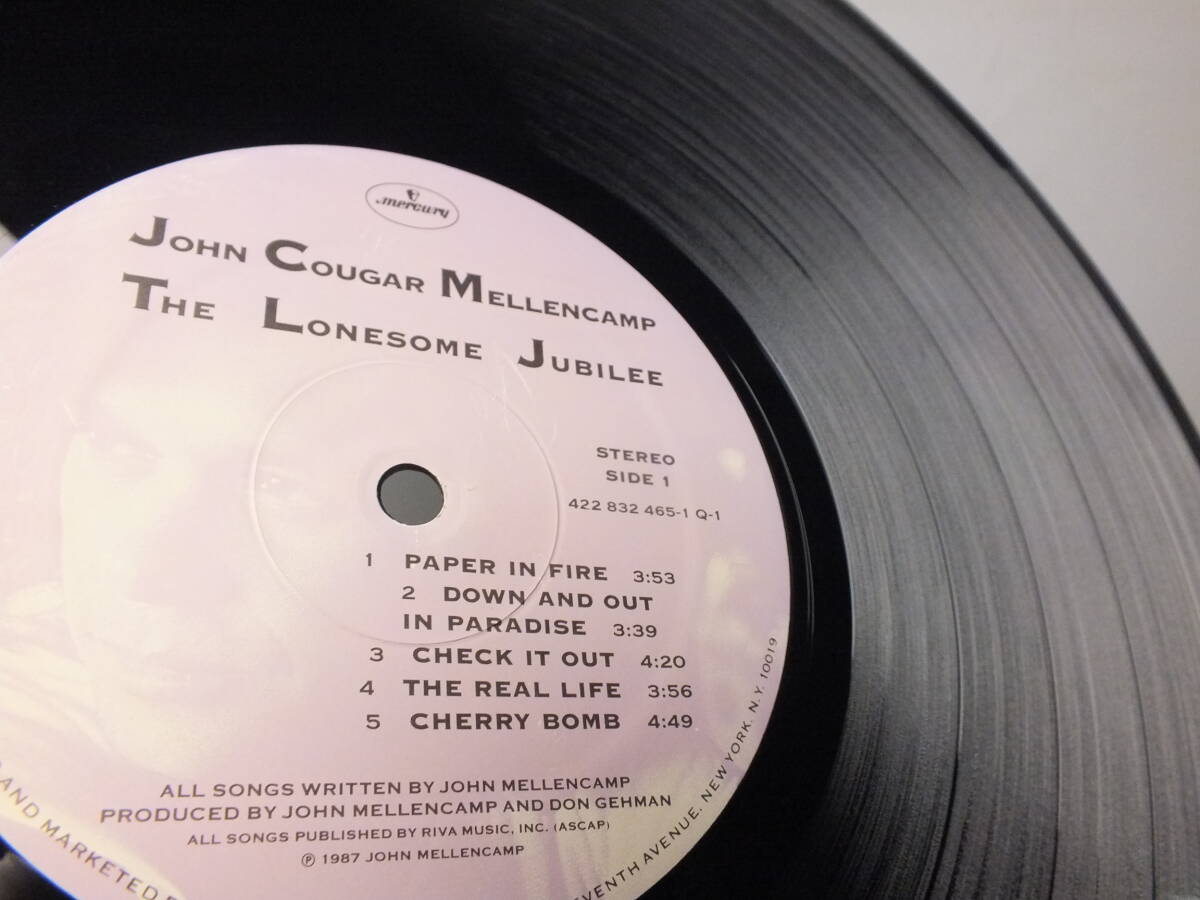 mercury
JOHN COUGAR MELLENCAMP
THE LONESOME JUBILEE
STEREO
SIDE 1
422 832 465-1 Q-1
1 PAPER IN FIRE 3:53
2 DOWN AND OUT
IN PARADISE 3:39
3 CHECK IT OUT 4:20
4 THE REAL LIFE 3:56
5 CHERRY BOMB 4:49
ALL SONGS WRITTEN BY JOHN MELLENCAMP
PRODUCED BY JOHN MELLENCAMP AND DON GEHMAN
ALL SONGS PUBLISHED BY RIVA MUSIC, INC. (ASCAP)
℗ 1987 JOHN MELLENCAMP
AND MARKETED
AVENUE, NEW YORK, N.Y. 10019